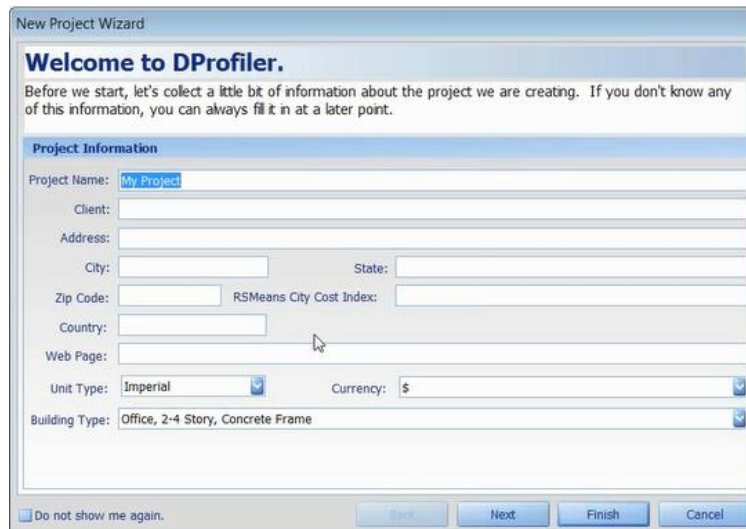 New Project Wizard
Welcome to DProfiler.
Before we start, let's collect a little bit of information about the project we are creating. If you don't know any
of this information, you can always fill it in at a later point.
Project Information
Project Name: My Project
Client:
Address:
City: State:
Zip Code: RSMeans City Cost Index:
Country:
Web Page:
Unit Type: Imperial Currency: $
Building Type: Office, 2-4 Story, Concrete Frame
Do not show me again. Back Next Finish Cancel